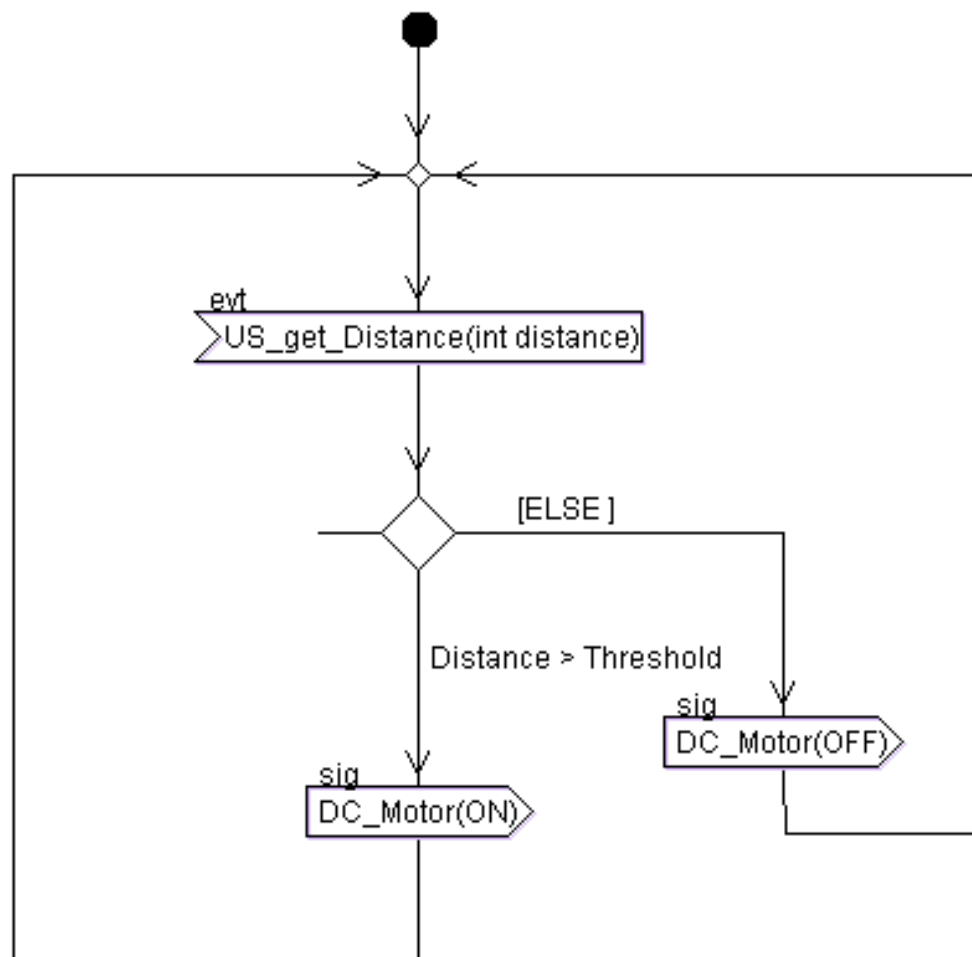 evt
US_get_Distance(int distance)
[ELSE ]
Distance > Threshold
sig
DC_Motor(OFF)
sig
DC_Motor(ON)